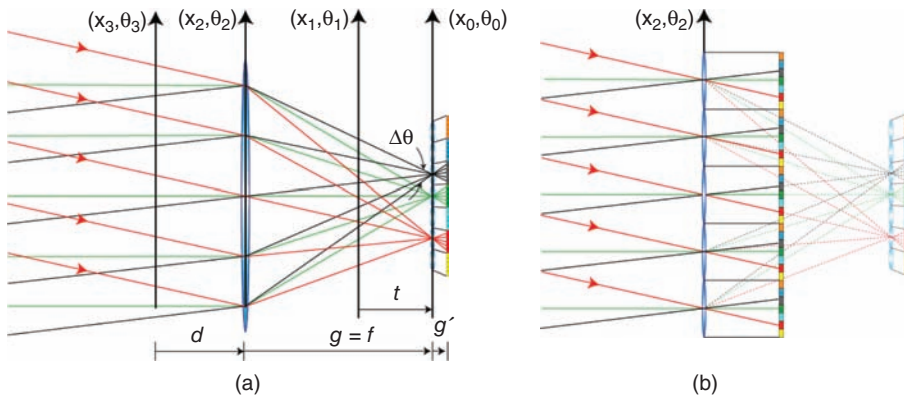 (x₃,θ₃) (x₂,θ₂) (x₁,θ₁) (x₀,θ₀)
Δθ
t
d g = f g′
(a)
(x₂,θ₂)
(b)